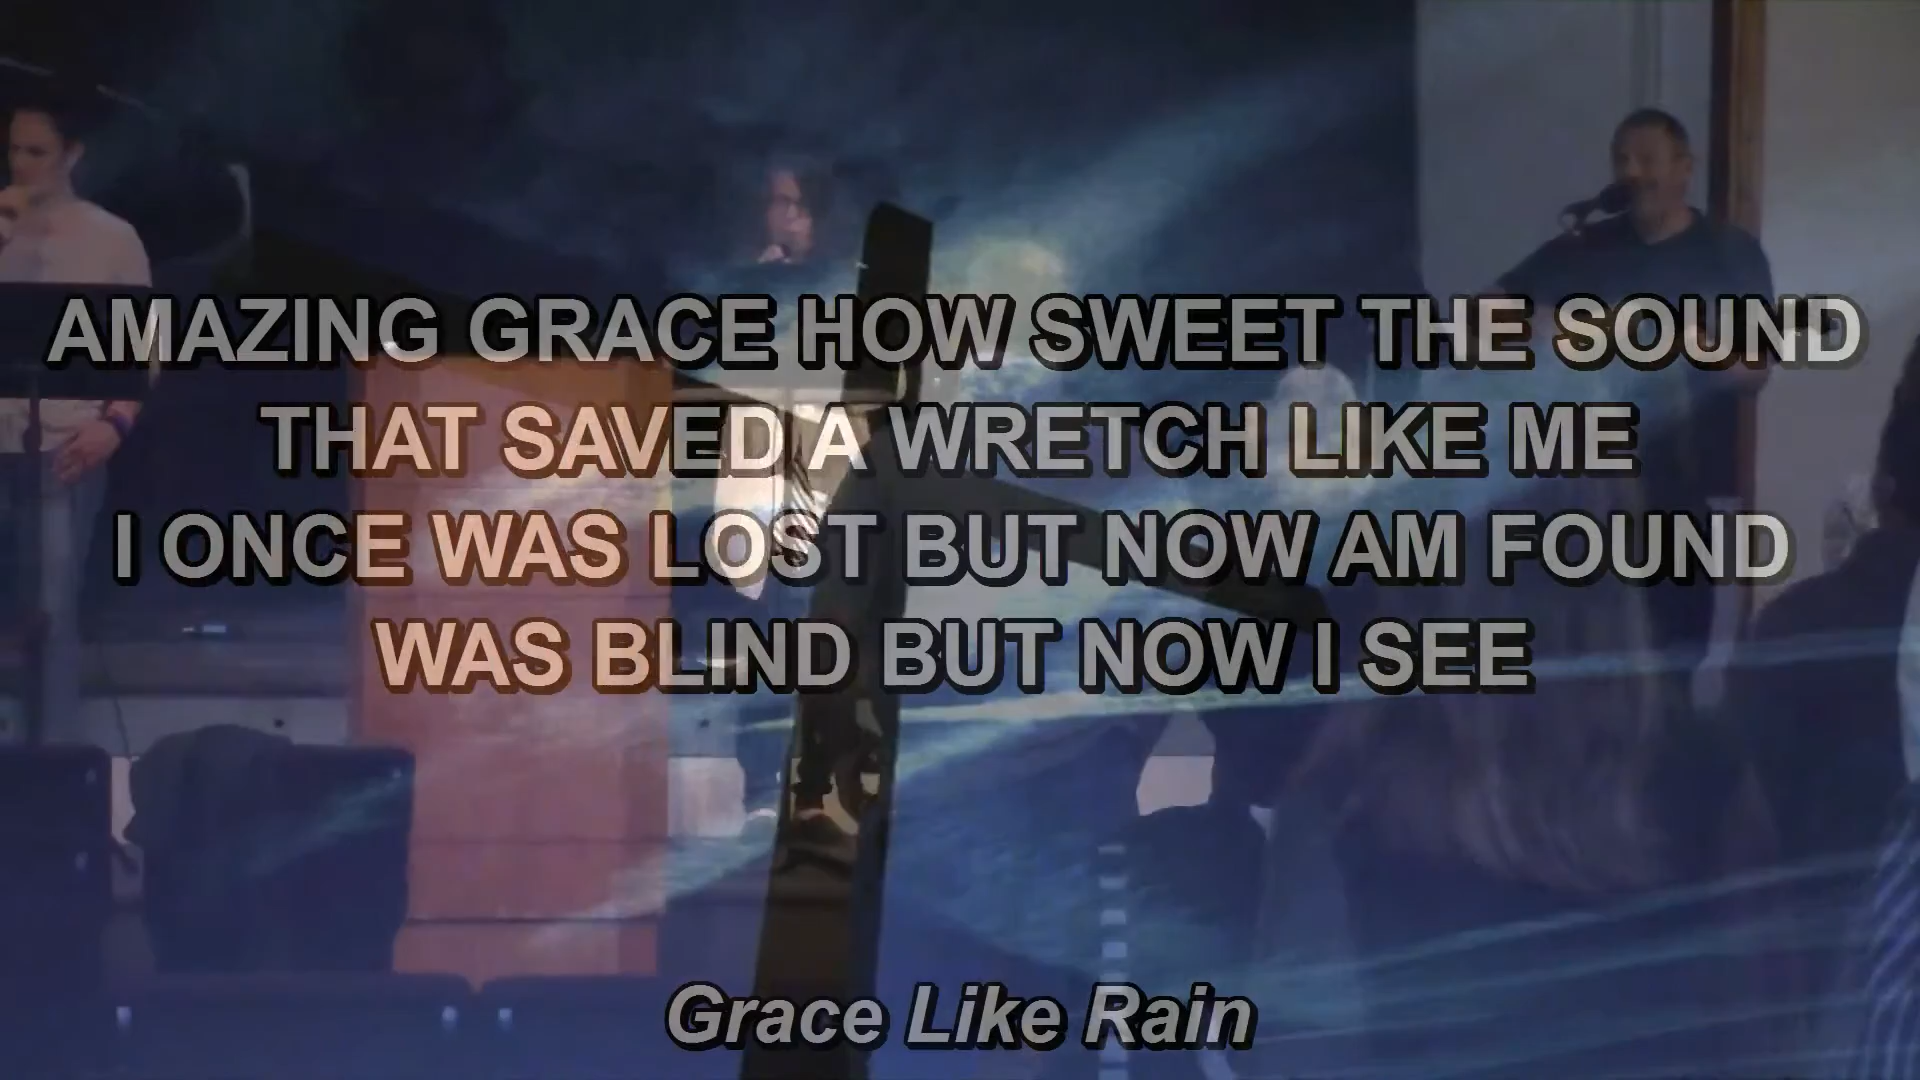 AMAZING GRACE HOW SWEET THE SOUND
THAT SAVED A WRETCH LIKE ME
I ONCE WAS LOST BUT NOW AM FOUND
WAS BLIND BUT NOW I SEE
Grace Like Rain